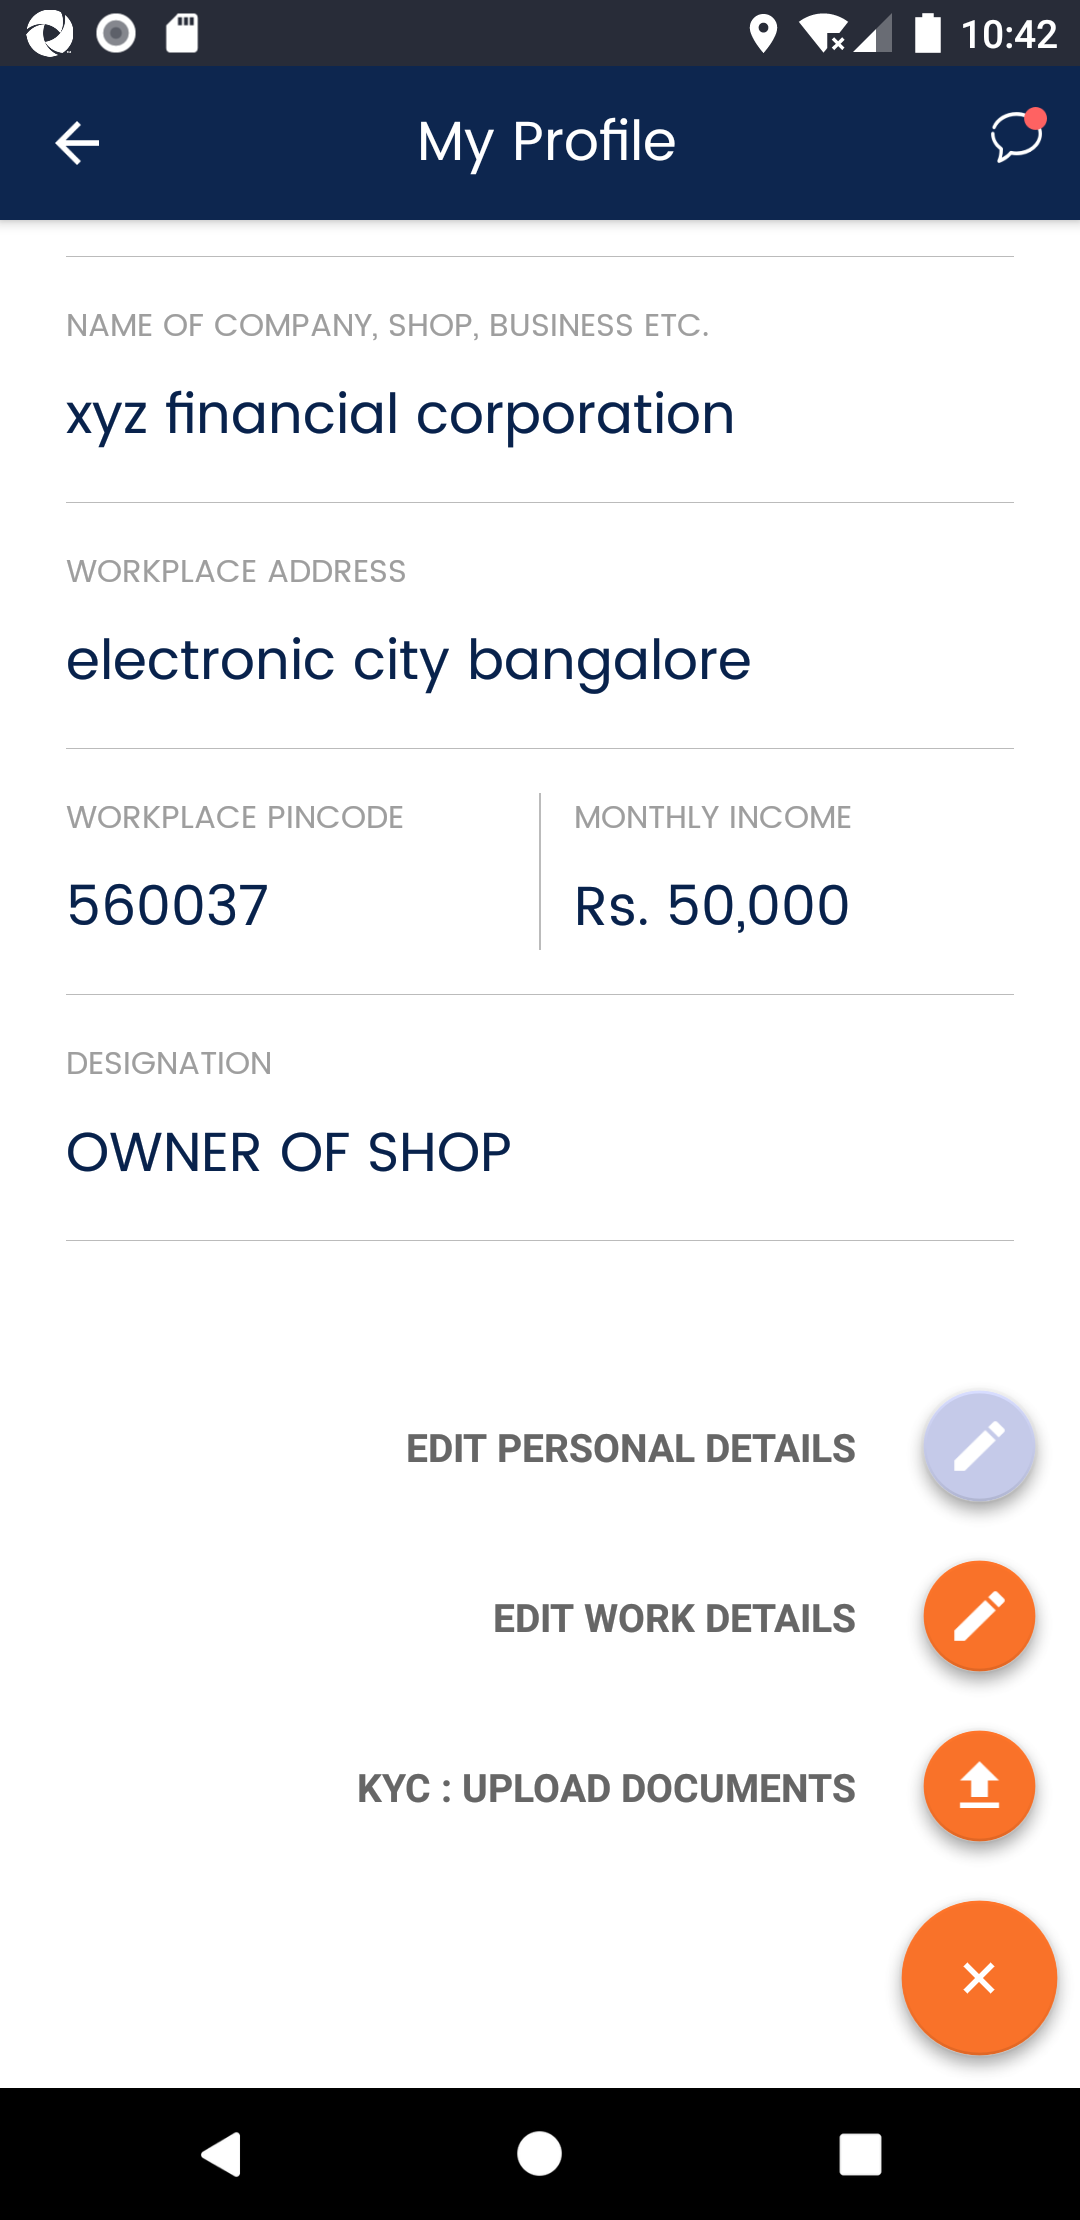 10:42
My Profile
NAME OF COMPANY, SHOP, BUSINESS ETC.
xyz financial corporation
WORKPLACE ADDRESS
electronic city bangalore
WORKPLACE PINCODE
560037
MONTHLY INCOME
Rs. 50,000
DESIGNATION
OWNER OF SHOP
EDIT PERSONAL DETAILS
EDIT WORK DETAILS
KYC : UPLOAD DOCUMENTS